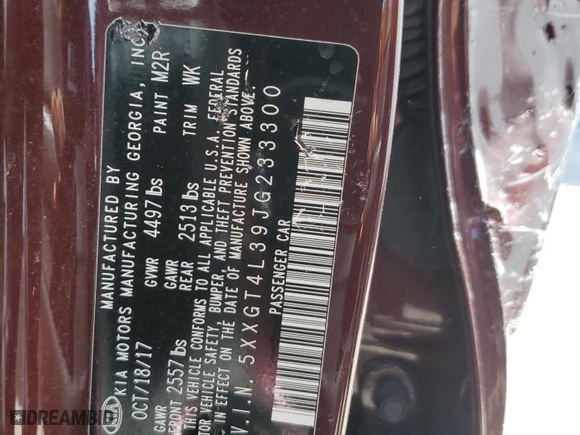 MANUFACTURED BY
KIA MOTORS MANUFACTURING GEORGIA, INC.
OCT/18/17 GVWR 4497 lbs PAINT M2R
GAWR FRONT 2557 lbs GAWR REAR 2513 lbs TRIM WK
THIS VEHICLE CONFORMS TO ALL APPLICABLE U.S.A. FEDERAL
VEHICLE SAFETY, BUMPER, AND THEFT PREVENTION STANDARDS
IN EFFECT ON THE DATE OF MANUFACTURE SHOWN ABOVE.
V.I.N. 5XXGT4L39JG233300
PASSENGER CAR
DREAMBID